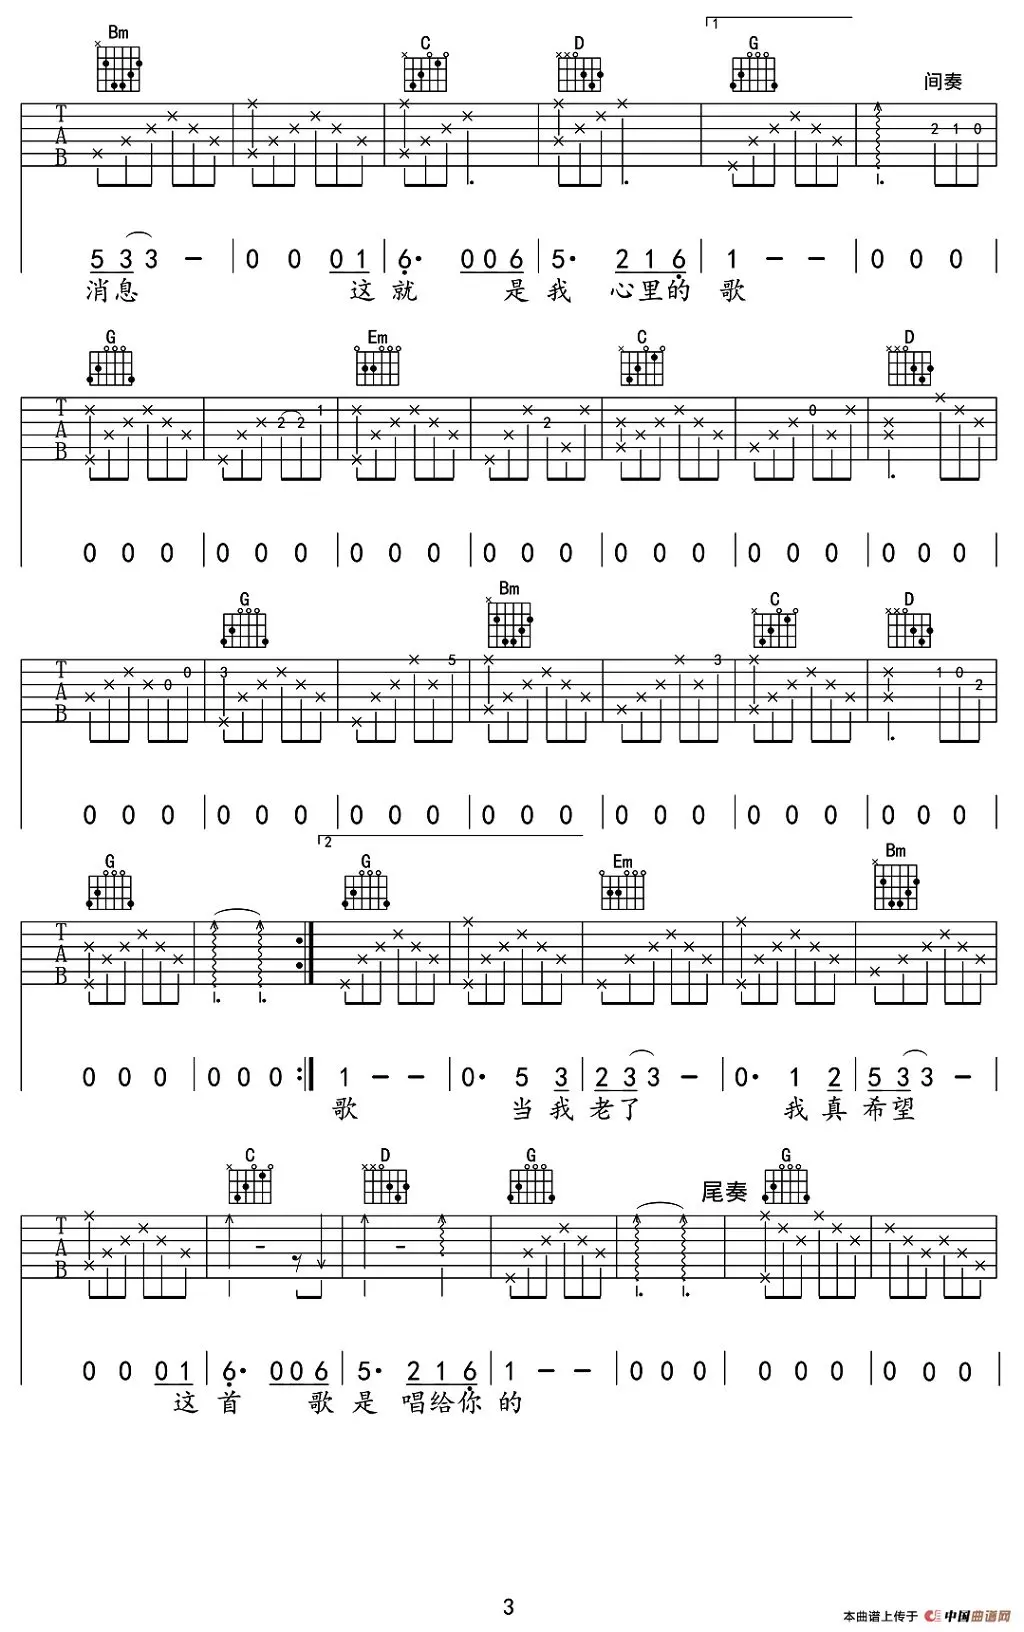 Bm C D 1 G 间奏
T A B 2 1 0
5 3 3 - 0 0 0 1 6· 0 0 6 5· 2 1 6 1 - - 0 0 0
消息 这就 是我 心里的 歌
G Em C D
T A B 2 2 1 2 0
0 0 0 0 0 0 0 0 0 0 0 0 0 0 0 0 0 0 0 0 0
G Bm C D
T A B 0 0 3 5 3 1 0 2
0 0 0 0 0 0 0 0 0 0 0 0 0 0 0 0 0 0 0 0 0
G 2 G Em Bm
T A B
0 0 0 0 0 0 1 - - 0· 5 3 2 3 3 - 0· 1 2 5 3 3 -
歌 当我 老了 我真 希望
C D G 尾奏 G
T A B
0 0 0 1 6· 0 0 6 5· 2 1 6 1 - - 0 0 0 0 0 0 0 0 0
这首 歌是 唱给你的
3
本曲谱上传于 中国曲谱网